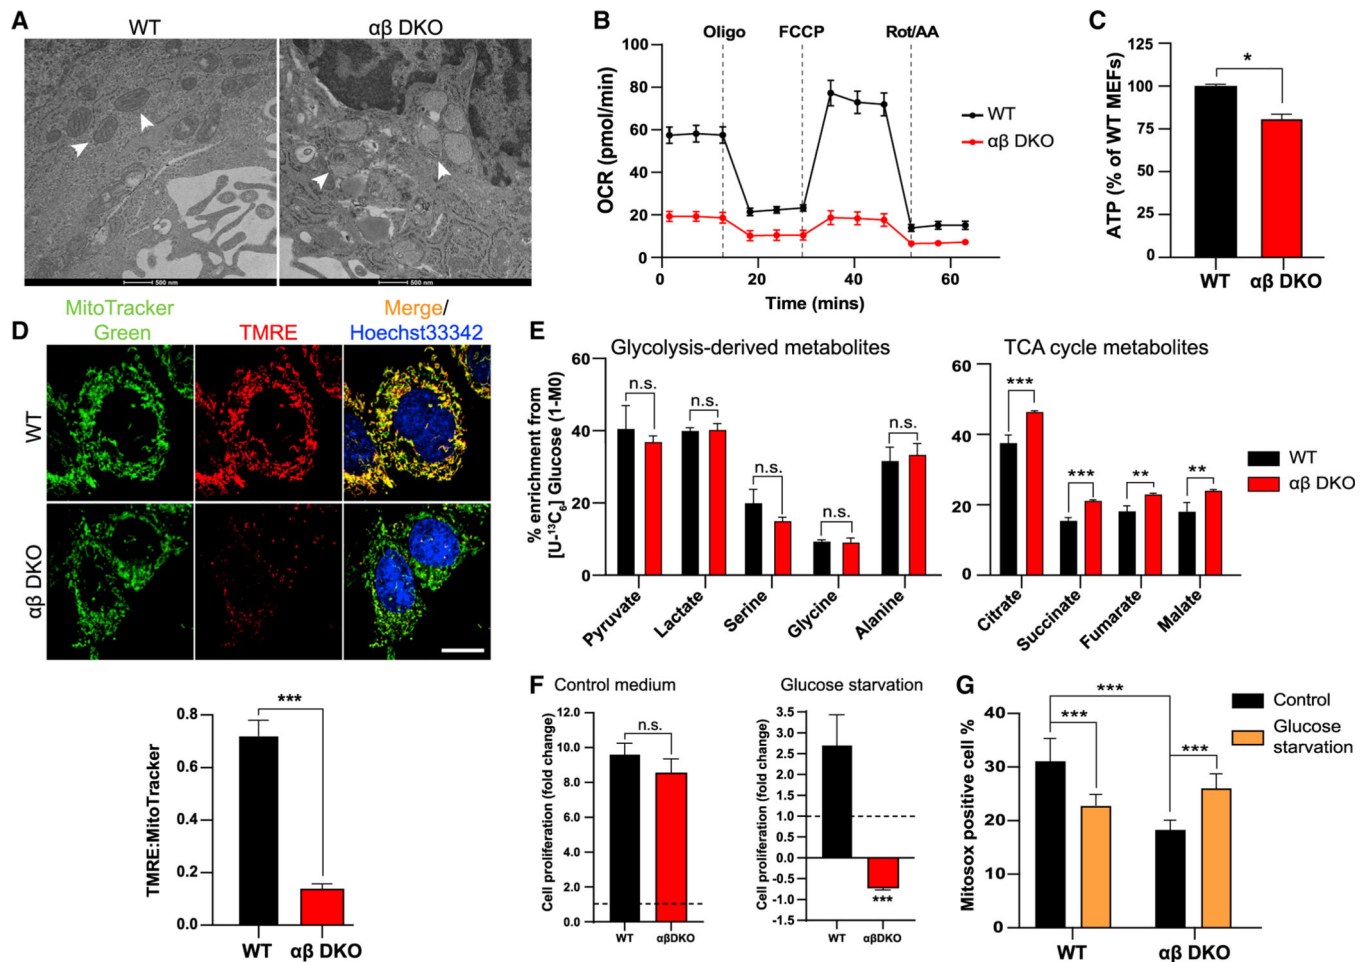 A
WT
αβ DKO
500 nm
500 nm
B
Oligo
FCCP
Rot/AA
OCR (pmol/min)
100
80
60
40
20
0
0
20
40
60
Time (mins)
WT
αβ DKO
C
*
ATP (% of WT MEFs)
125
100
75
50
25
0
WT
αβ DKO
D
MitoTracker
Green
TMRE
Merge/
Hoechst33342
WT
αβ DKO
***
TMRE:MitoTracker
0.8
0.6
0.4
0.2
0.0
WT
αβ DKO
E
Glycolysis-derived metabolites
% enrichment from
[U-¹³C₆] Glucose (1-M0)
60
40
20
0
n.s.
n.s.
n.s.
n.s.
n.s.
Pyruvate
Lactate
Serine
Glycine
Alanine
TCA cycle metabolites
60
40
20
0
***
***
**
**
Citrate
Succinate
Fumarate
Malate
WT
αβ DKO
F
Control medium
Cell proliferation (fold change)
12.0
10.0
8.0
6.0
4.0
2.0
0.0
n.s.
WT
αβDKO
Glucose starvation
Cell proliferation (fold change)
3.5
3.0
2.5
2.0
1.5
1.0
0.5
0.0
-0.5
-1.0
-1.5
***
WT
αβDKO
G
Mitosox positive cell %
40
30
20
10
0
***
***
***
WT
αβ DKO
Control
Glucose
starvation